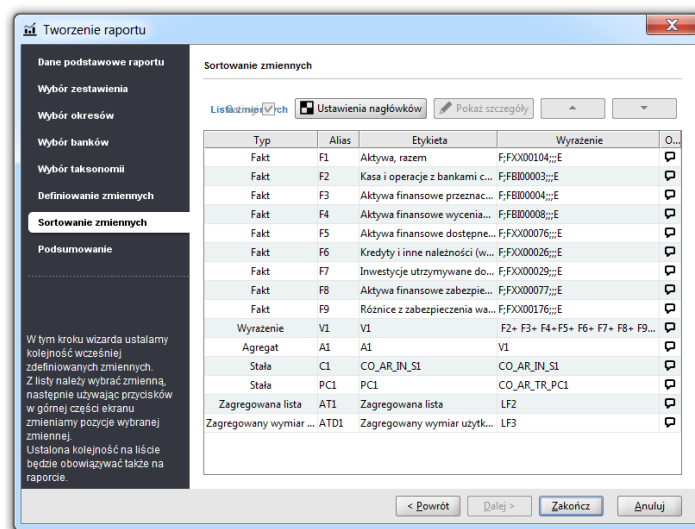 Tworzenie raportu
Dane podstawowe raportu
Wybór zestawienia
Wybór okresów
Wybór banków
Wybór taksonomii
Definiowanie zmiennych
Sortowanie zmiennych
Podsumowanie
W tym kroku wizarda ustalamy
kolejność wcześniej
zdefiniowanych zmiennych.
Z listy należy wybrać zmienną,
następnie używając przycisków
w górnej części ekranu
zmieniamy pozycje wybranej
zmiennej.
Ustalona kolejność na liście
będzie obowiązywać także na
raporcie.
Sortowanie zmiennych
Lista zmiennych Ustawienia nagłówków Pokaż szczegóły
Typ Alias Etykieta Wyrażenie O...
Fakt F1 Aktywa, razem F;FXX00104;;;E
Fakt F2 Kasa i operacje z bankami c... F;FBI00003;;;E
Fakt F3 Aktywa finansowe przeznac... F;FBI00004;;;E
Fakt F4 Aktywa finansowe wycenia... F;FBI00008;;;E
Fakt F5 Aktywa finansowe dostępne... F;FXX00076;;;E
Fakt F6 Kredyty i inne należności (w... F;FXX00026;;;E
Fakt F7 Inwestycje utrzymywane do... F;FXX00029;;;E
Fakt F8 Aktywa finansowe zabezpie... F;FXX00077;;;E
Fakt F9 Różnice z zabezpieczenia wa... F;FXX00176;;;E
Wyrażenie V1 V1 F2+ F3+ F4+F5+ F6+ F7+ F8+ F9...
Agregat A1 A1 V1
Stała C1 CO_AR_IN_S1 CO_AR_IN_S1
Stała PC1 PC1 CO_AR_TR_PC1
Zagregowana lista AT1 Zagregowana lista LF2
Zagregowany wymiar ... ATD1 Zagregowany wymiar użytk... LF3
< Powrót Dalej > Zakończ Anuluj